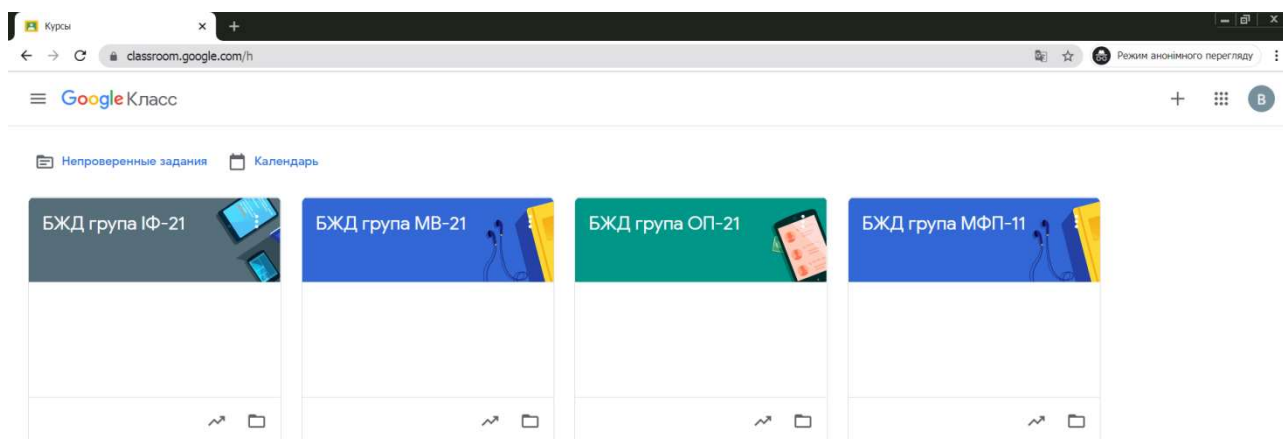 Курсы
classroom.google.com/h
Режим анонімного перегляду
Google Класс
В
Непроверенные задания
Календарь
БЖД група ІФ-21
БЖД група МВ-21
БЖД група ОП-21
БЖД група МФП-11